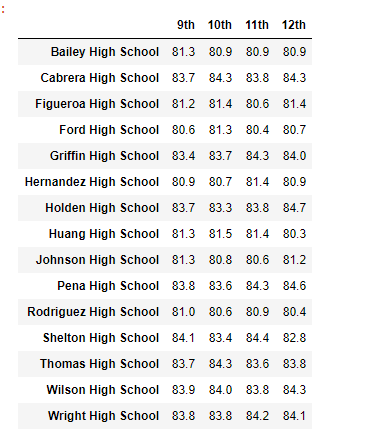 :
9th 10th 11th 12th
Bailey High School 81.3 80.9 80.9 80.9
Cabrera High School 83.7 84.3 83.8 84.3
Figueroa High School 81.2 81.4 80.6 81.4
Ford High School 80.6 81.3 80.4 80.7
Griffin High School 83.4 83.7 84.3 84.0
Hernandez High School 80.9 80.7 81.4 80.9
Holden High School 83.7 83.3 83.8 84.7
Huang High School 81.3 81.5 81.4 80.3
Johnson High School 81.3 80.8 80.6 81.2
Pena High School 83.8 83.6 84.3 84.6
Rodriguez High School 81.0 80.6 80.9 80.4
Shelton High School 84.1 83.4 84.4 82.8
Thomas High School 83.7 84.3 83.6 83.8
Wilson High School 83.9 84.0 83.8 84.3
Wright High School 83.8 83.8 84.2 84.1